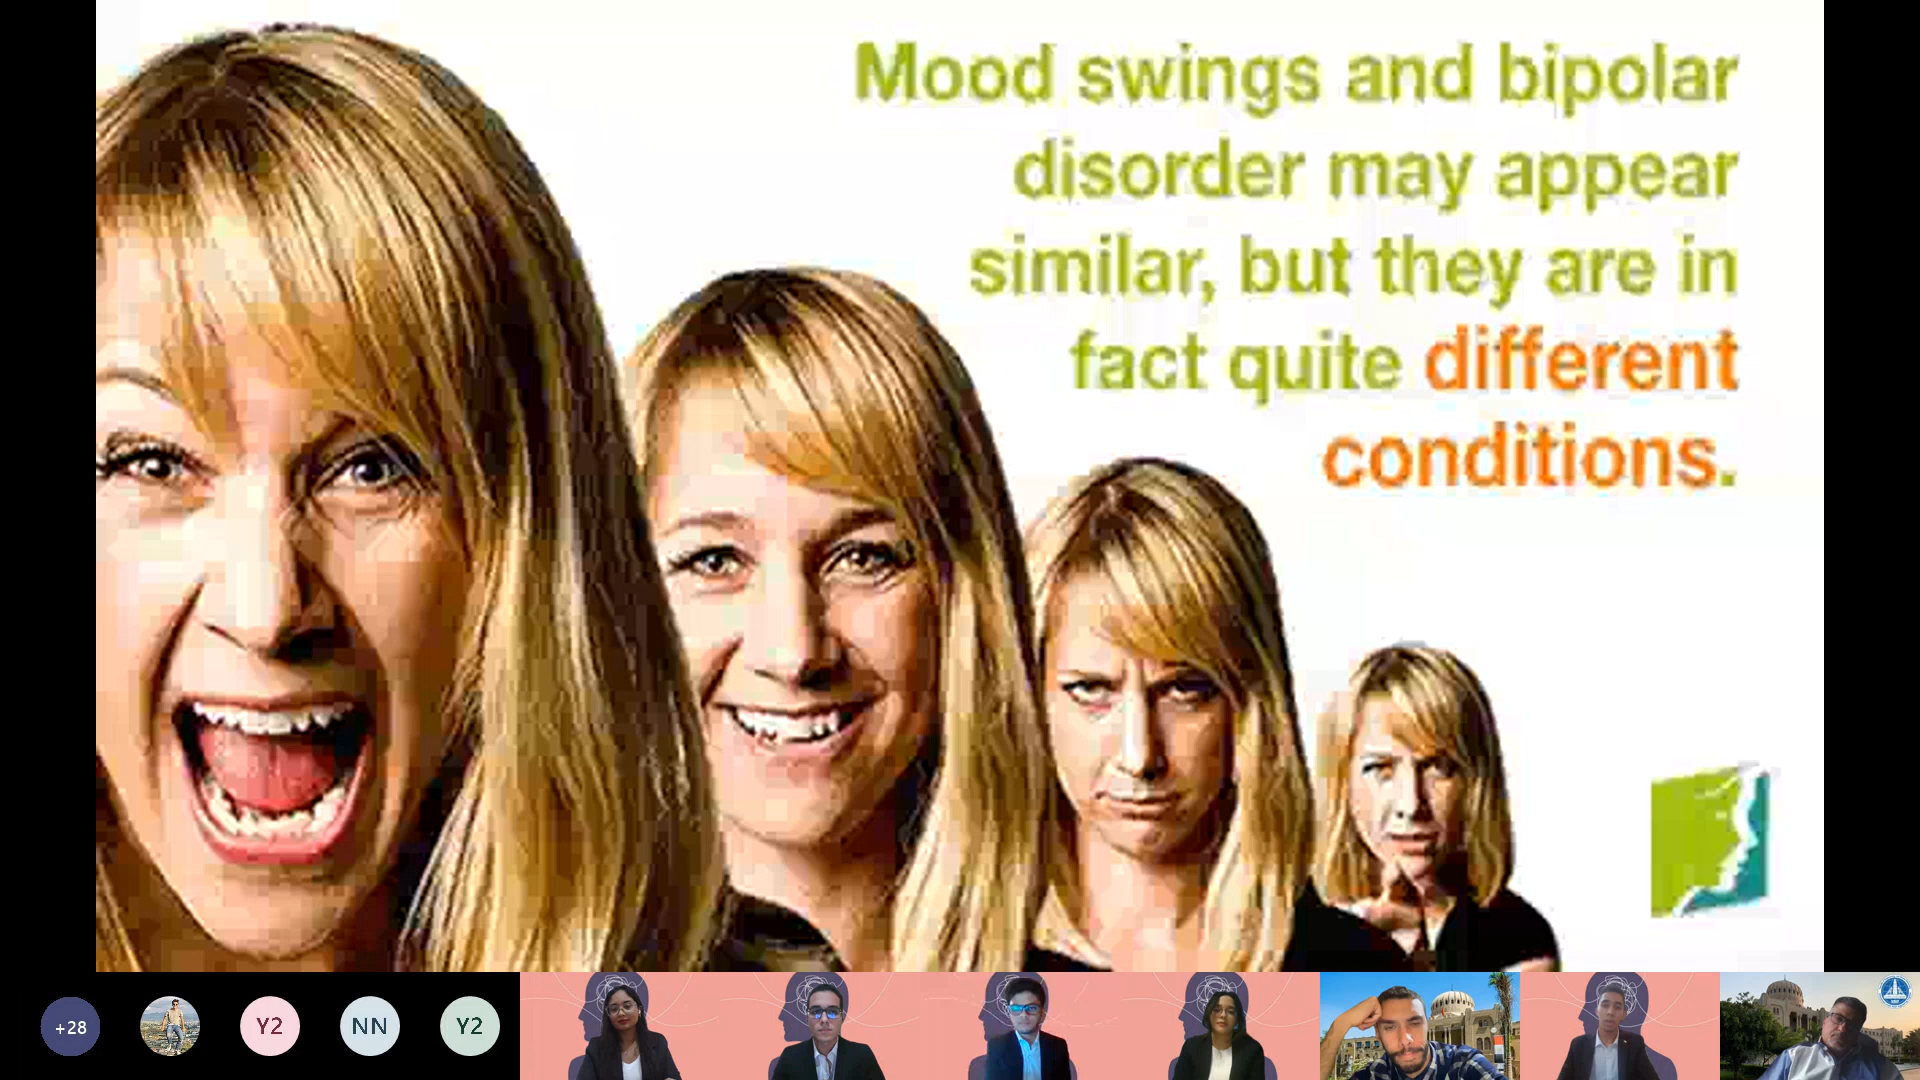 Mood swings and bipolar
disorder may appear
similar, but they are in
fact quite different
conditions.
+28
Y2
NN
Y2